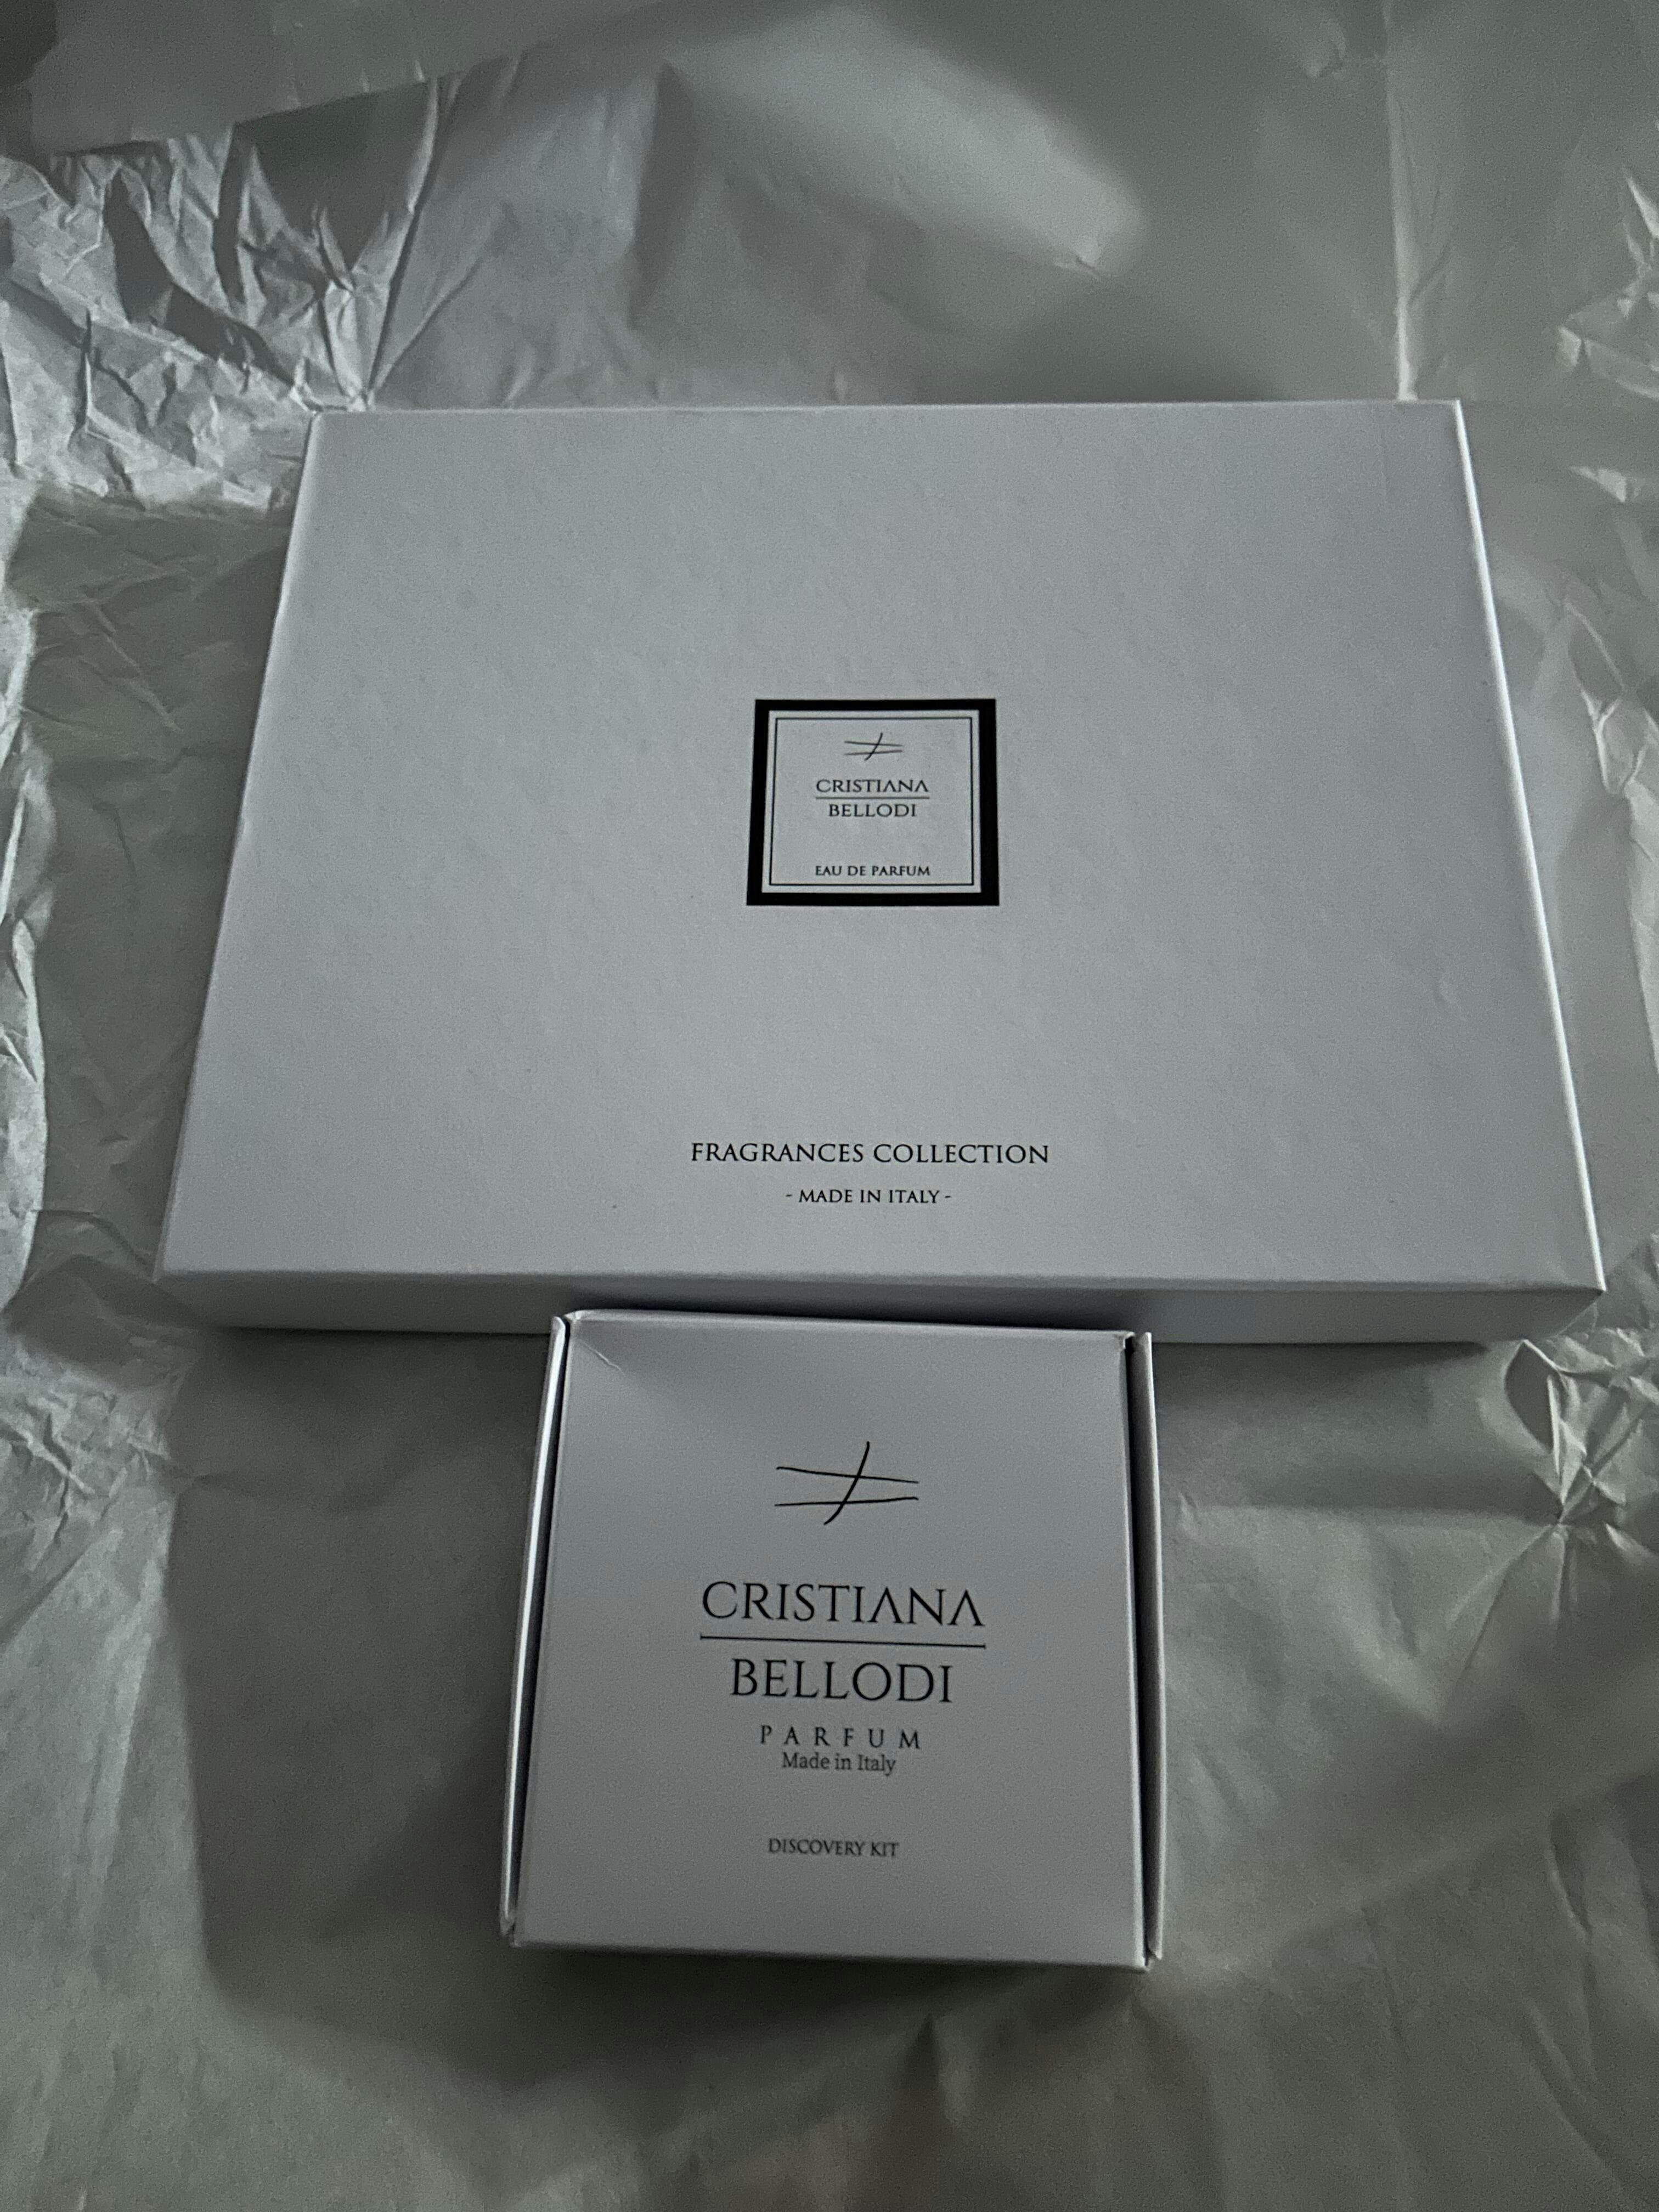 CRISTIANA
BELLODI
EAU DE PARFUM
FRAGRANCES COLLECTION
- MADE IN ITALY -
CRISTIANA
BELLODI
PARFUM
Made in Italy
DISCOVERY KIT